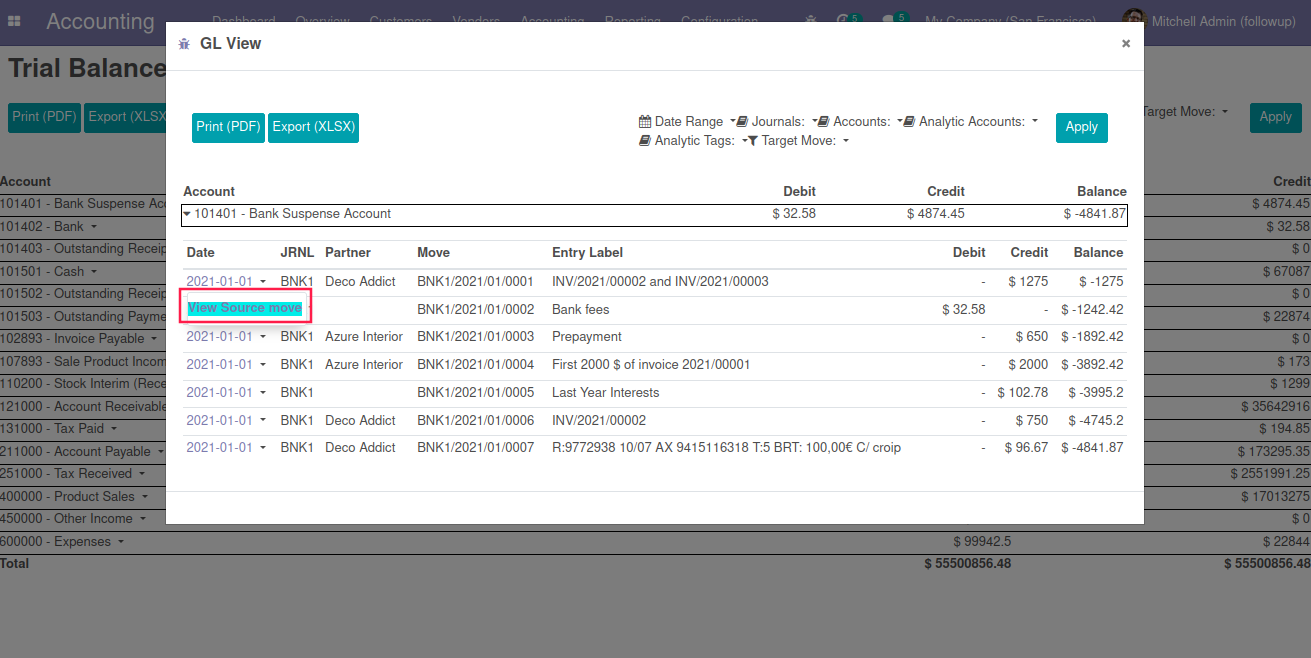 Accounting Dashboard Overview Customers Vendors Accounting Reporting Configuration 5 5 My Company (San Francisco) Mitchell Admin (followup)
GL View ×
Trial Balance
Print (PDF) Export (XLSX
Target Move: Apply
Print (PDF) Export (XLSX) Date Range Journals: Accounts: Analytic Accounts: Apply
Analytic Tags: Target Move:
Account Credit
Account Debit Credit Balance
101401 - Bank Suspense Acc $ 4874.45
101401 - Bank Suspense Account $ 32.58 $ 4874.45 $ -4841.87
101402 - Bank $ 32.58
101403 - Outstanding Receip $ 0
101501 - Cash $ 67087
101502 - Outstanding Receip $ 0
101503 - Outstanding Payme $ 22874
102893 - Invoice Payable $ 0
107893 - Sale Product Incom $ 173
110200 - Stock Interim (Rece $ 1299
121000 - Account Receivable $ 35642916
131000 - Tax Paid $ 194.85
211000 - Account Payable $ 173295.35
251000 - Tax Received $ 2551991.25
400000 - Product Sales $ 17013275
450000 - Other Income $ 0
Date JRNL Partner Move Entry Label Debit Credit Balance
2021-01-01 BNK1 Deco Addict BNK1/2021/01/0001 INV/2021/00002 and INV/2021/00003 - $ 1275 $ -1275
View Source move BNK1/2021/01/0002 Bank fees $ 32.58 - $ -1242.42
2021-01-01 BNK1 Azure Interior BNK1/2021/01/0003 Prepayment - $ 650 $ -1892.42
2021-01-01 BNK1 Azure Interior BNK1/2021/01/0004 First 2000 $ of invoice 2021/00001 - $ 2000 $ -3892.42
2021-01-01 BNK1 BNK1/2021/01/0005 Last Year Interests - $ 102.78 $ -3995.2
2021-01-01 BNK1 Deco Addict BNK1/2021/01/0006 INV/2021/00002 - $ 750 $ -4745.2
2021-01-01 BNK1 Deco Addict BNK1/2021/01/0007 R:9772938 10/07 AX 9415116318 T:5 BRT: 100,00€ C/ croip - $ 96.67 $ -4841.87
600000 - Expenses $ 99942.5 $ 22844
Total $ 55500856.48 $ 55500856.48